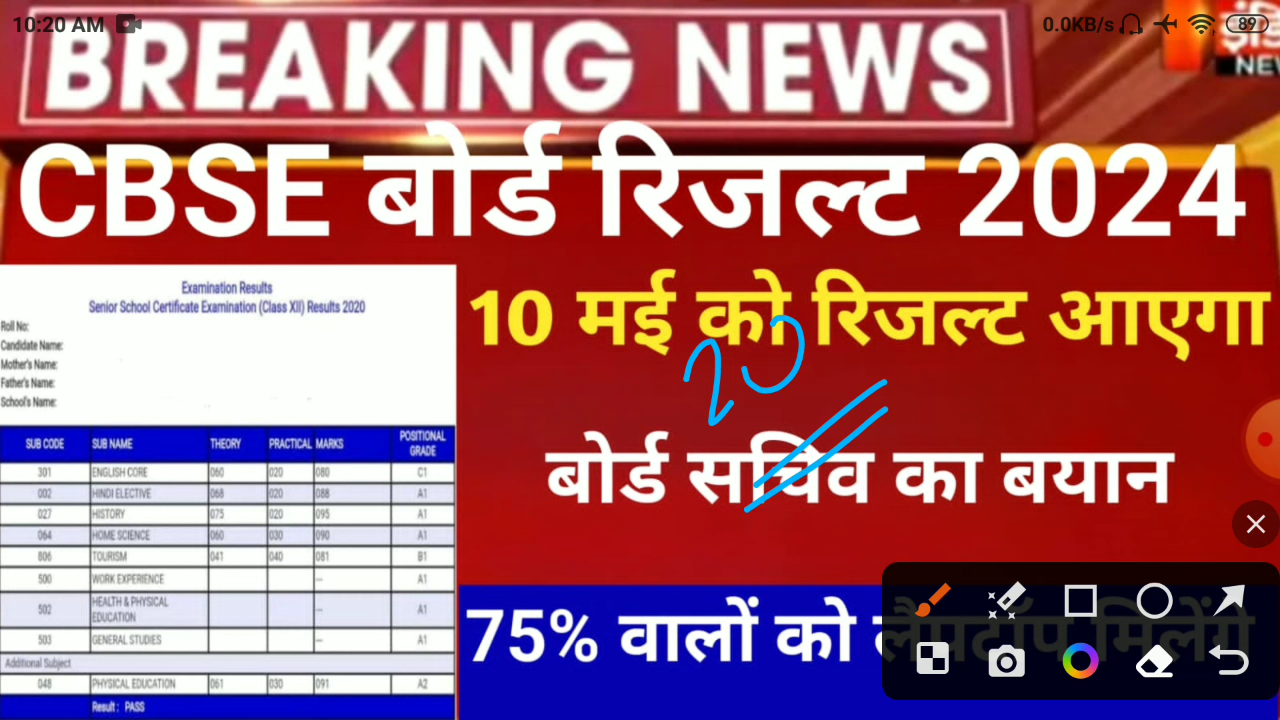 10:20 AM
0.0KB/s
89
BREAKING NEWS
NEW
CBSE बोर्ड रिजल्ट 2024
10 मई को रिजल्ट आएगा
20
बोर्ड सचिव का बयान
75% वालों को लैपटॉप मिलेंगे
Examination Results
Senior School Certificate Examination (Class XII) Results 2020
Roll No:
Candidate Name:
Mother's Name:
Father's Name:
School's Name:
SUB CODE SUB NAME THEORY PRACTICAL MARKS POSITIONAL GRADE
301 ENGLISH CORE 060 020 080 C1
002 HINDI ELECTIVE 068 020 088 A1
027 HISTORY 075 020 095 A1
064 HOME SCIENCE 060 030 090 A1
806 TOURISM 041 040 081 B1
500 WORK EXPERIENCE --- A1
502 HEALTH & PHYSICAL EDUCATION --- A1
503 GENERAL STUDIES --- A1
Additional Subject
048 PHYSICAL EDUCATION 061 030 091 A2
Result : PASS